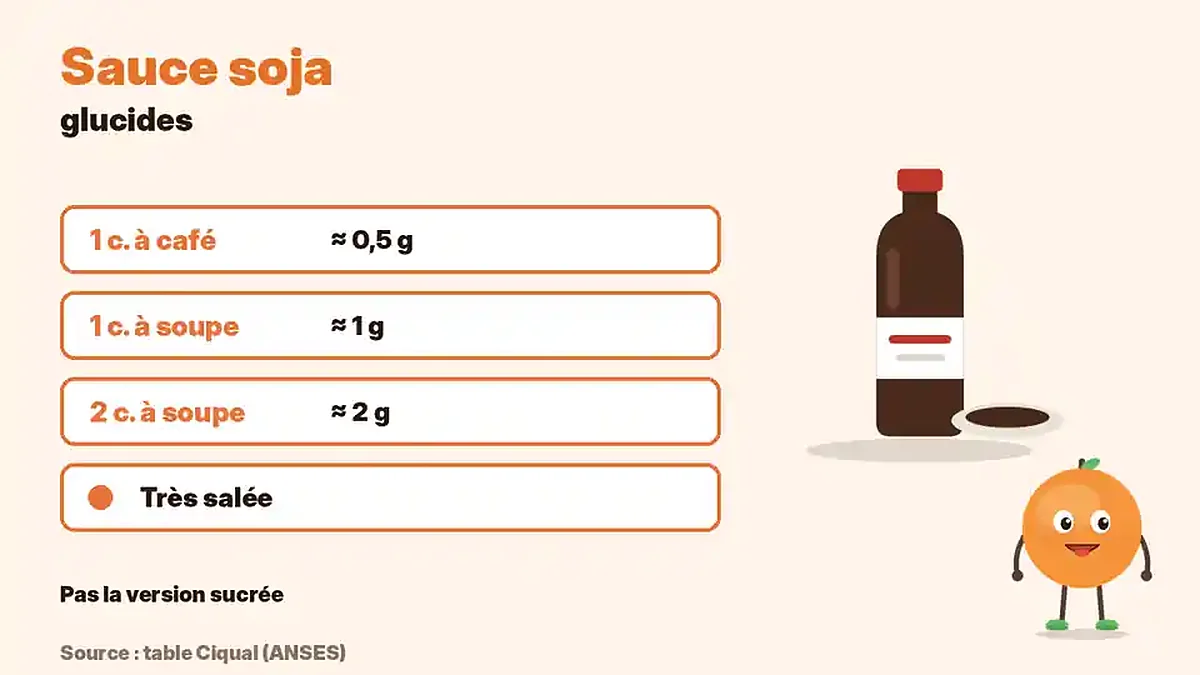 Sauce soja
glucides
1 c. à café ≈ 0,5 g
1 c. à soupe ≈ 1 g
2 c. à soupe ≈ 2 g
Très salée
Pas la version sucrée
Source : table Ciqual (ANSES)